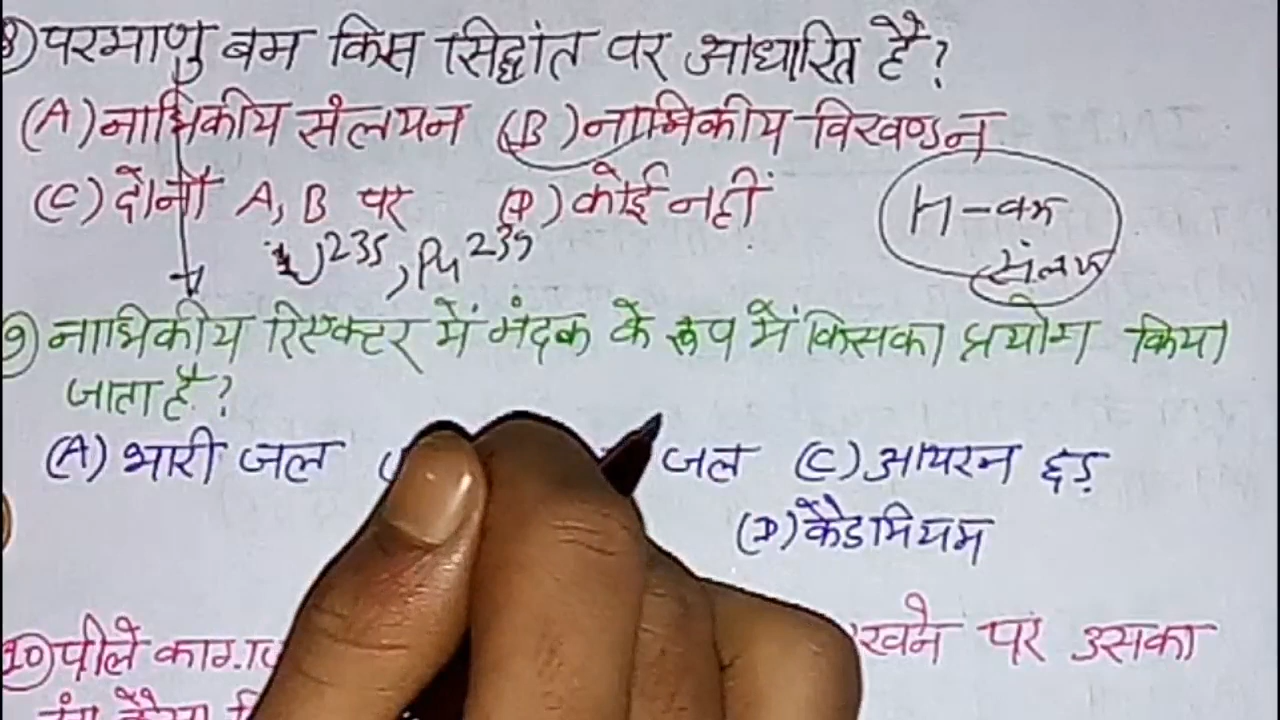 8) परमाणु बम किस सिद्धांत पर आधारित है?
(A) नाभिकीय संलयन (B) नाभिकीय विखण्डन
(C) दोनों A, B पर (D) कोई नहीं
H-बम
U235, Pu239
संलयन
9) नाभिकीय रिएक्टर में मंदक के रूप में किसका प्रयोग किया
जाता है?
(A) भारी जल जल (C) आयरन छड़
(D) कैडमियम
10) पीले रखने पर उसका